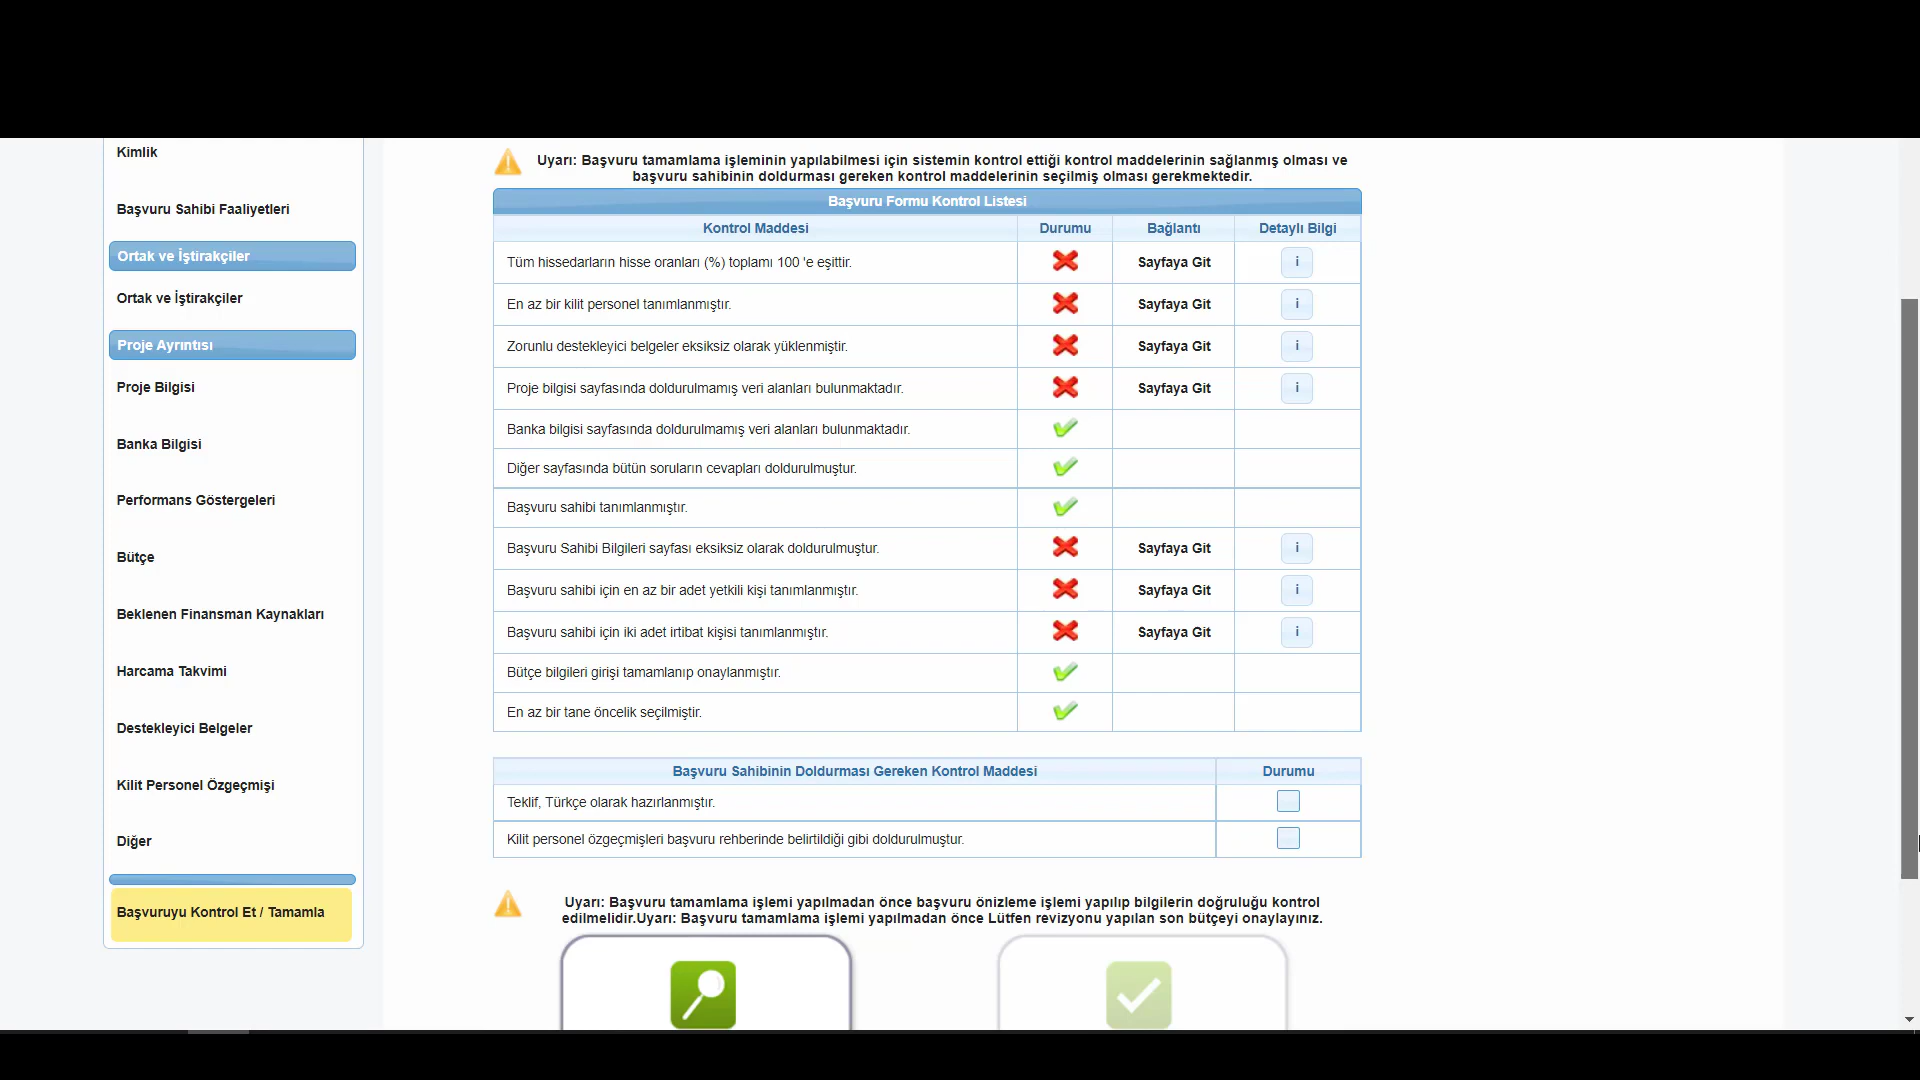 Kimlik
Başvuru Sahibi Faaliyetleri
Ortak ve İştirakçiler
Ortak ve İştirakçiler
Proje Ayrıntısı
Proje Bilgisi
Banka Bilgisi
Performans Göstergeleri
Bütçe
Beklenen Finansman Kaynakları
Harcama Takvimi
Destekleyici Belgeler
Kilit Personel Özgeçmişi
Diğer
Başvuruyu Kontrol Et / Tamamla
Uyarı: Başvuru tamamlama işleminin yapılabilmesi için sistemin kontrol ettiği kontrol maddelerinin sağlanmış olması ve
başvuru sahibinin doldurması gereken kontrol maddelerinin seçilmiş olması gerekmektedir.
Başvuru Formu Kontrol Listesi
Kontrol Maddesi Durumu Bağlantı Detaylı Bilgi
Tüm hissedarların hisse oranları (%) toplamı 100 'e eşittir. Sayfaya Git i
En az bir kilit personel tanımlanmıştır. Sayfaya Git i
Zorunlu destekleyici belgeler eksiksiz olarak yüklenmiştir. Sayfaya Git i
Proje bilgisi sayfasında doldurulmamış veri alanları bulunmaktadır. Sayfaya Git i
Banka bilgisi sayfasında doldurulmamış veri alanları bulunmaktadır.
Diğer sayfasında bütün soruların cevapları doldurulmuştur.
Başvuru sahibi tanımlanmıştır.
Başvuru Sahibi Bilgileri sayfası eksiksiz olarak doldurulmuştur. Sayfaya Git i
Başvuru sahibi için en az bir adet yetkili kişi tanımlanmıştır. Sayfaya Git i
Başvuru sahibi için iki adet irtibat kişisi tanımlanmıştır. Sayfaya Git i
Bütçe bilgileri girişi tamamlanıp onaylanmıştır.
En az bir tane öncelik seçilmiştir.
Başvuru Sahibinin Doldurması Gereken Kontrol Maddesi Durumu
Teklif, Türkçe olarak hazırlanmıştır.
Kilit personel özgeçmişleri başvuru rehberinde belirtildiği gibi doldurulmuştur.
Uyarı: Başvuru tamamlama işlemi yapılmadan önce başvuru önizleme işlemi yapılıp bilgilerin doğruluğu kontrol
edilmelidir.Uyarı: Başvuru tamamlama işlemi yapılmadan önce Lütfen revizyonu yapılan son bütçeyi onaylayınız.